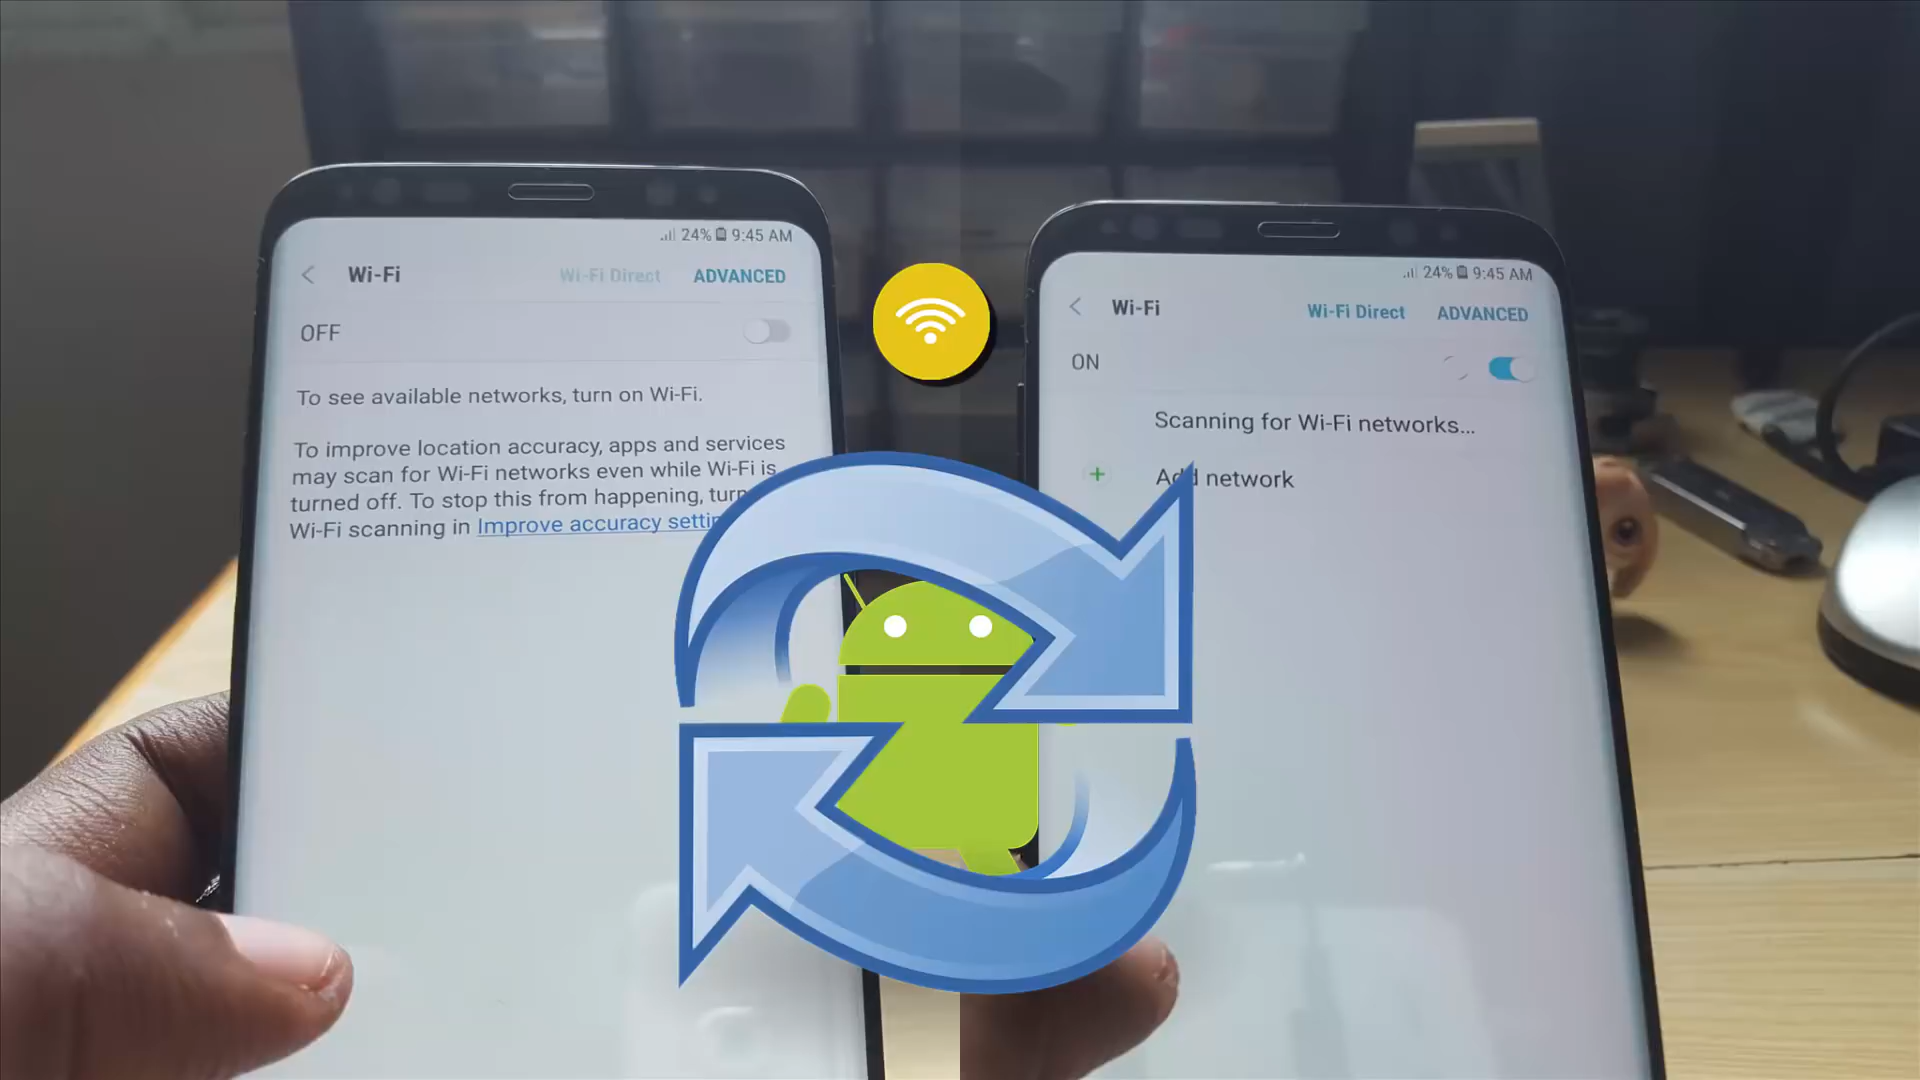 24% 9:45 AM
Wi-Fi Wi-Fi Direct ADVANCED
OFF
To see available networks, turn on Wi-Fi.
To improve location accuracy, apps and services
may scan for Wi-Fi networks even while Wi-Fi is
turned off. To stop this from happening, turn
Wi-Fi scanning in Improve accuracy
24% 9:45 AM
Wi-Fi Wi-Fi Direct ADVANCED
ON
Scanning for Wi-Fi networks...
Add network